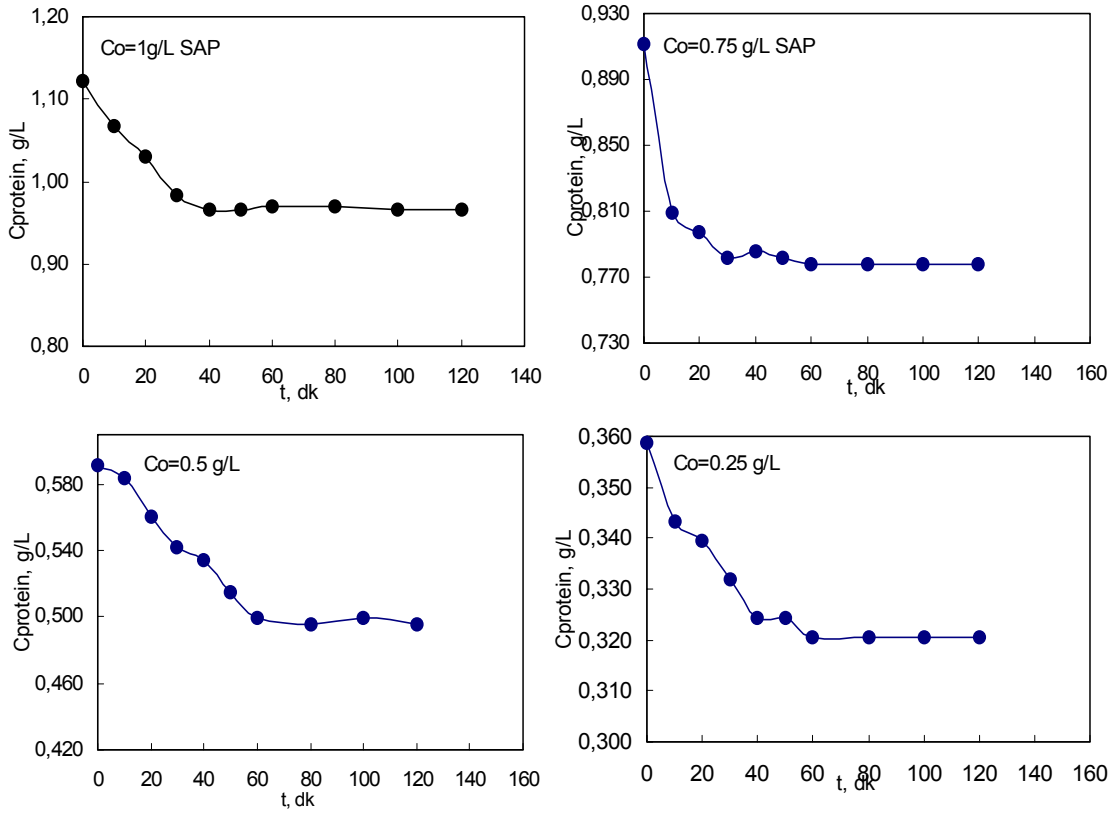 1,20
1,10
1,00
0,90
0,80
Cprotein, g/L
Co=1g/L SAP
0 20 40 60 80 100 120 140
t, dk
0,930
0,890
0,850
0,810
0,770
0,730
Cprotein, g/L
Co=0.75 g/L SAP
0 20 40 60 80 100 120 140 160
t, dk
0,580
0,540
0,500
0,460
0,420
Cprotein, g/L
Co=0.5 g/L
0 20 40 60 80 100 120 140 160
t, dk
0,360
0,350
0,340
0,330
0,320
0,310
0,300
Cprotein, g/L
Co=0.25 g/L
0 20 40 60 80 100 120 140 160
t, dk